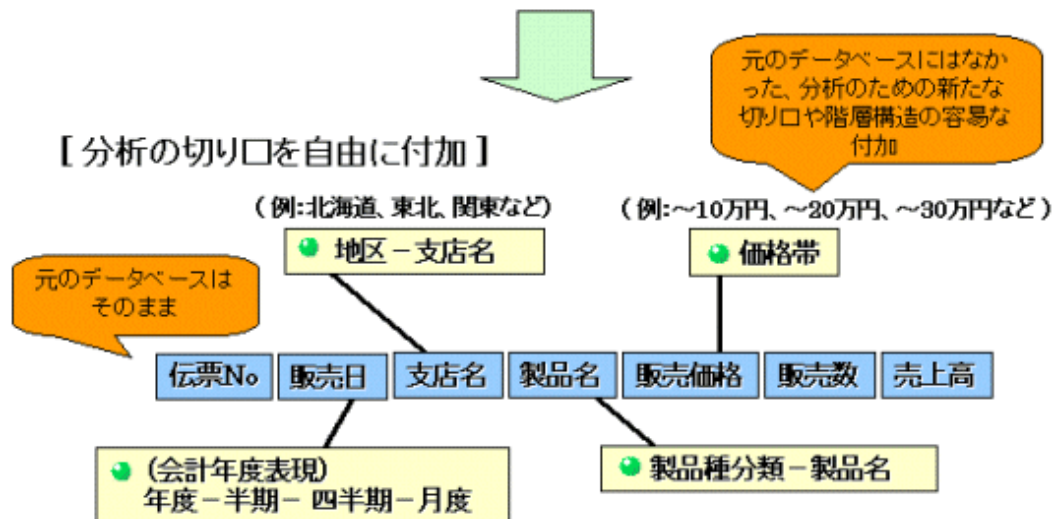 元のデータベースにはなか
った、分析のための新たな
切り口や階層構造の容易な
付加
[ 分析の切り口を自由に付加 ]
(例:北海道、東北、関東など)
(例:～10万円、～20万円、～30万円など)
地区－支店名
価格帯
元のデータベースは
そのまま
伝票No 販売日 支店名 製品名 販売価格 販売数 売上高
(会計年度表現)
年度－半期－四半期－月度
製品種分類－製品名